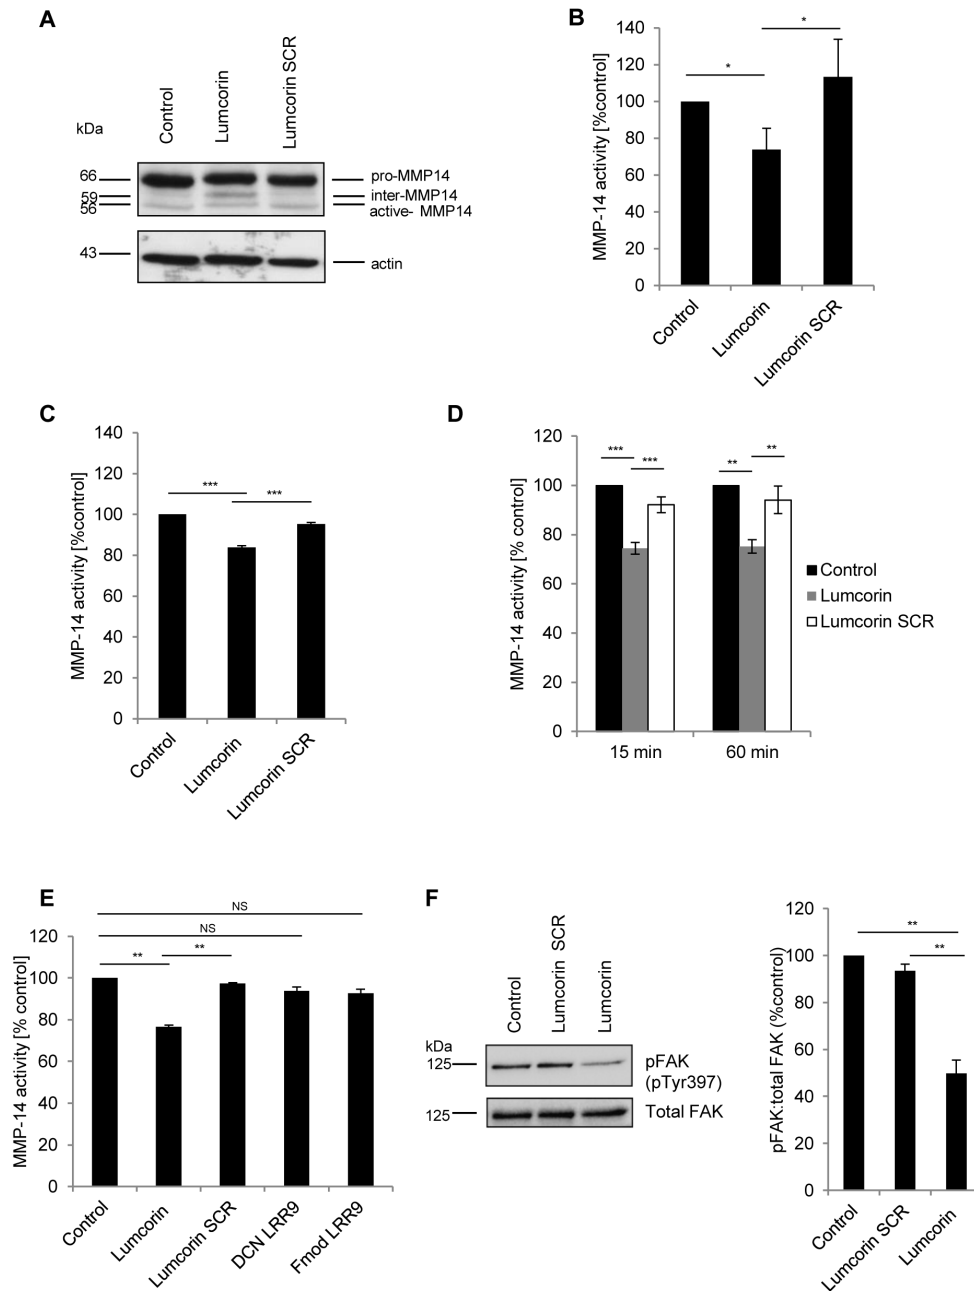 A
Control
Lumcorin
Lumcorin SCR
kDa
66
59
56
43
pro-MMP14
inter-MMP14
active- MMP14
actin
B
MMP-14 activity [%control]
140
120
100
80
60
40
20
0
*
*
Control
Lumcorin
Lumcorin SCR
C
MMP-14 activity [%control]
140
120
100
80
60
40
20
0
***
***
Control
Lumcorin
Lumcorin SCR
D
MMP-14 activity [% control]
120
100
80
60
40
20
0
***
***
**
**
15 min
60 min
Control
Lumcorin
Lumcorin SCR
E
MMP-14 activity [% control]
120
100
80
60
40
20
0
NS
NS
**
**
Control
Lumcorin
Lumcorin SCR
DCN LRR9
Fmod LRR9
F
Control
Lumcorin SCR
Lumcorin
kDa
125
125
pFAK
(pTyr397)
Total FAK
pFAK:total FAK (%control)
120
100
80
60
40
20
0
**
**
Control
Lumcorin SCR
Lumcorin